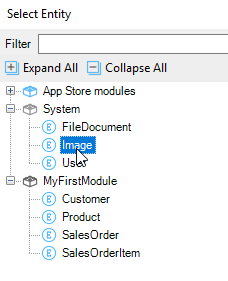 Select Entity
Filter
Expand All Collapse All
App Store modules
System
FileDocument
Image
User
MyFirstModule
Customer
Product
SalesOrder
SalesOrderItem